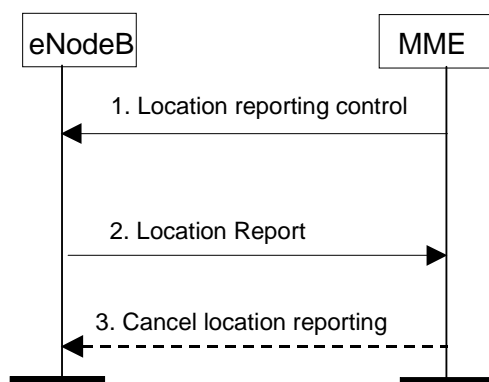 eNodeB
MME
1. Location reporting control
2. Location Report
3. Cancel location reporting